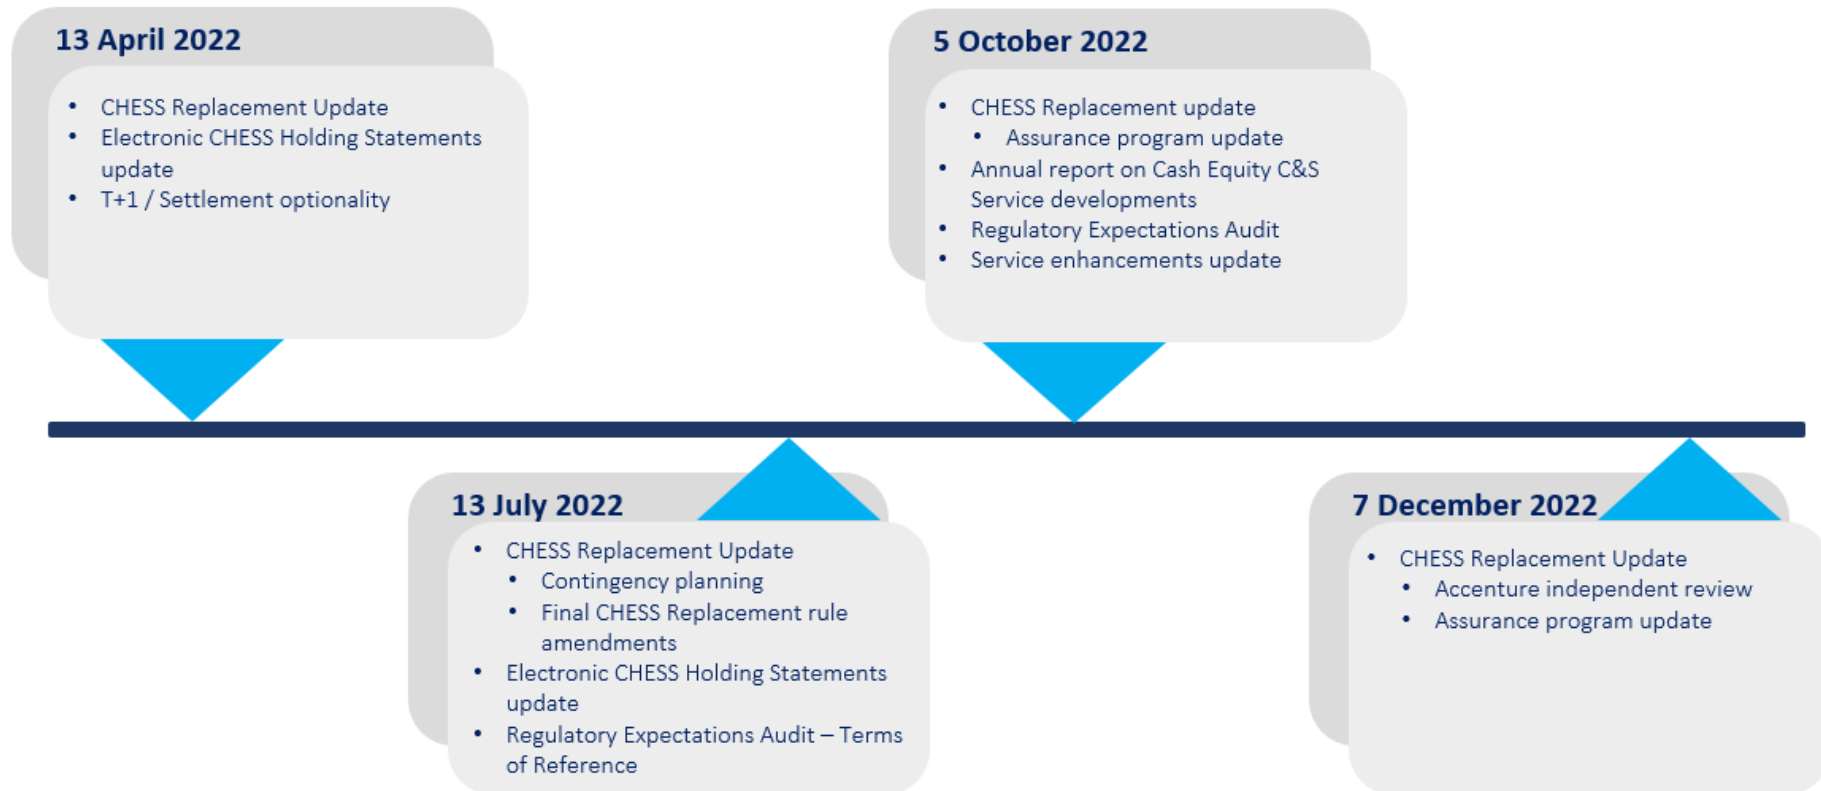 13 April 2022
• CHESS Replacement Update
• Electronic CHESS Holding Statements
update
• T+1 / Settlement optionality
5 October 2022
• CHESS Replacement update
• Assurance program update
• Annual report on Cash Equity C&S
Service developments
• Regulatory Expectations Audit
• Service enhancements update
13 July 2022
• CHESS Replacement Update
• Contingency planning
• Final CHESS Replacement rule
amendments
• Electronic CHESS Holding Statements
update
• Regulatory Expectations Audit – Terms
of Reference
7 December 2022
• CHESS Replacement Update
• Accenture independent review
• Assurance program update